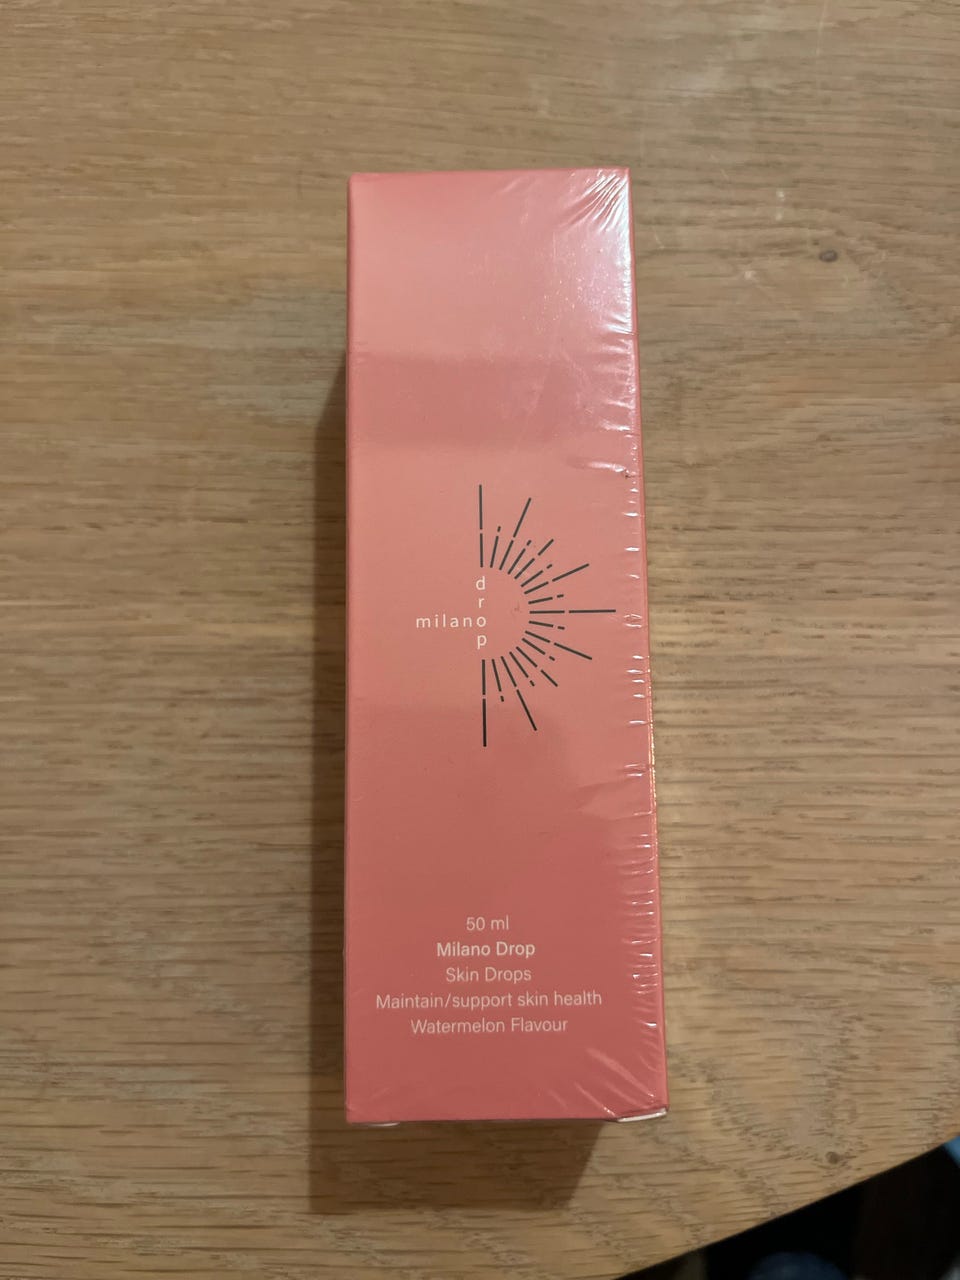 milano
drop
50 ml
Milano Drop
Skin Drops
Maintain/support skin health
Watermelon Flavour